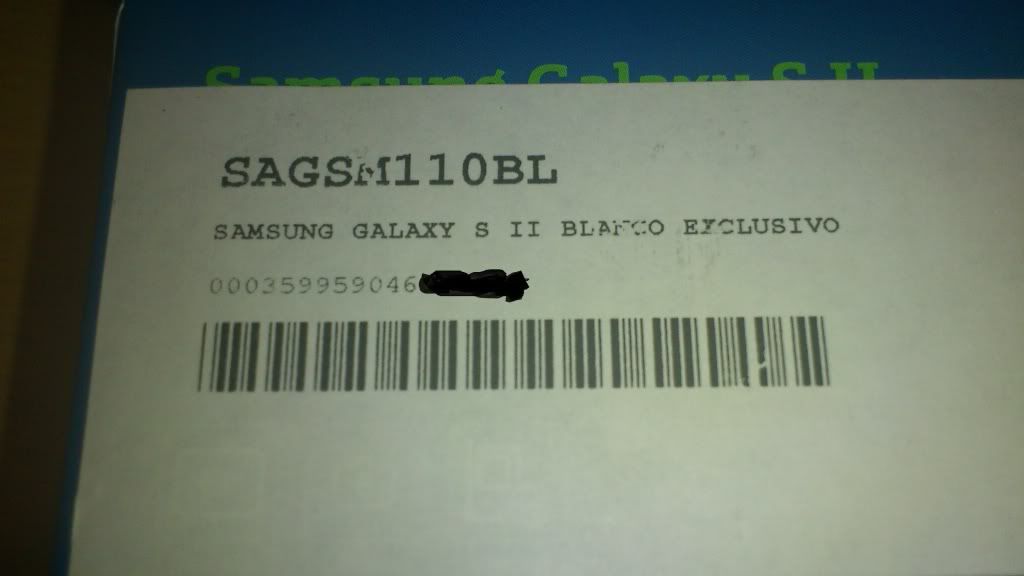 Samsung Galaxy S II
SAGSM110BL
SAMSUNG GALAXY S II BLANCO EXCLUSIVO
000359959046